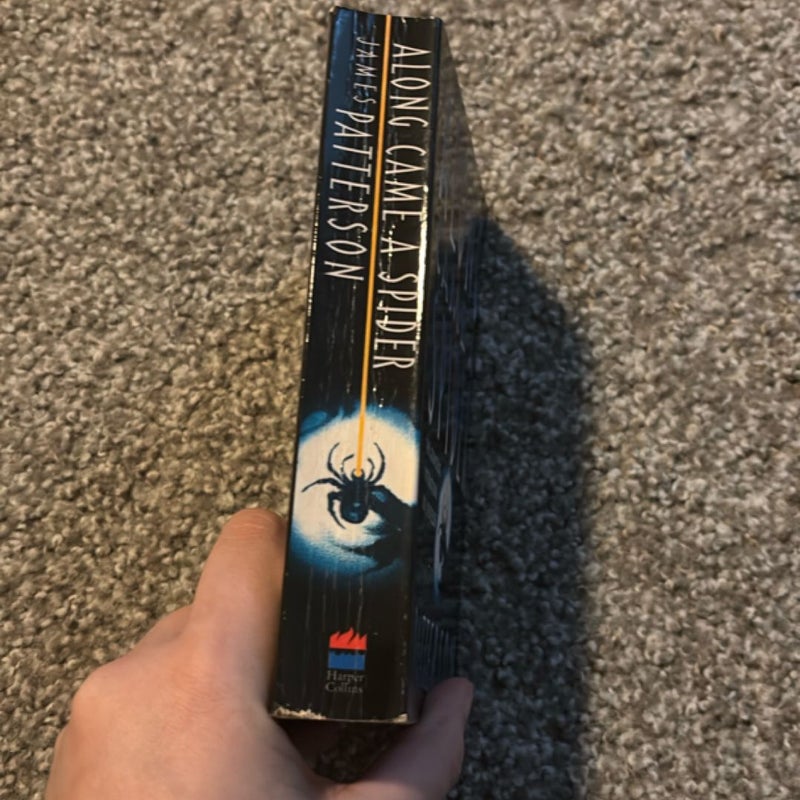 ALONG CAME A SPIDER
JAMES PATTERSON
Harper
Collins